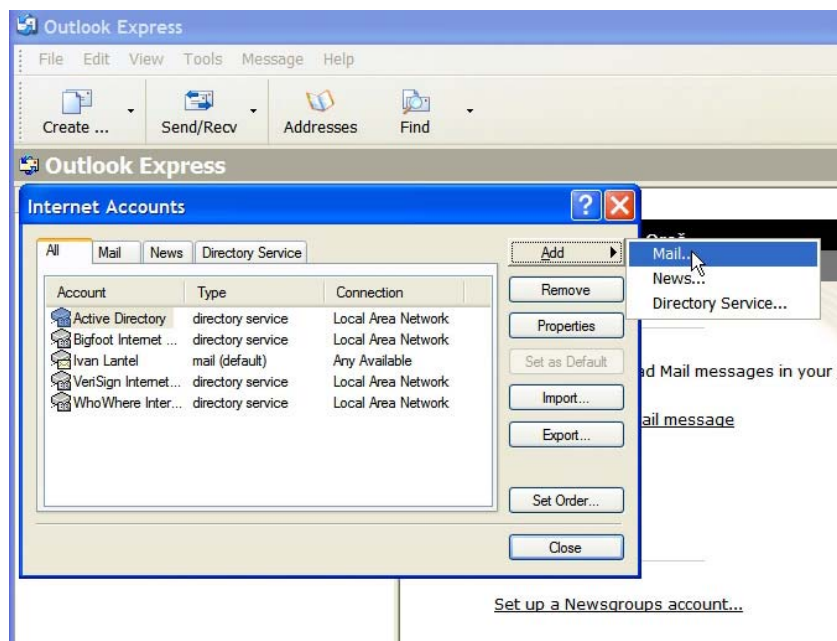 Outlook Express
File Edit View Tools Message Help
Create ... Send/Recv Addresses Find
Outlook Express
Internet Accounts
All Mail News Directory Service
Add
Mail...
News...
Directory Service...
Account Type Connection
Active Directory directory service Local Area Network
Bigfoot Internet ... directory service Local Area Network
Ivan Lantel mail (default) Any Available
VeriSign Internet... directory service Local Area Network
WhoWhere Inter... directory service Local Area Network
Remove
Properties
Set as Default
Import...
Export...
Set Order...
Close
ad Mail messages in your
ail message
Set up a Newsgroups account...